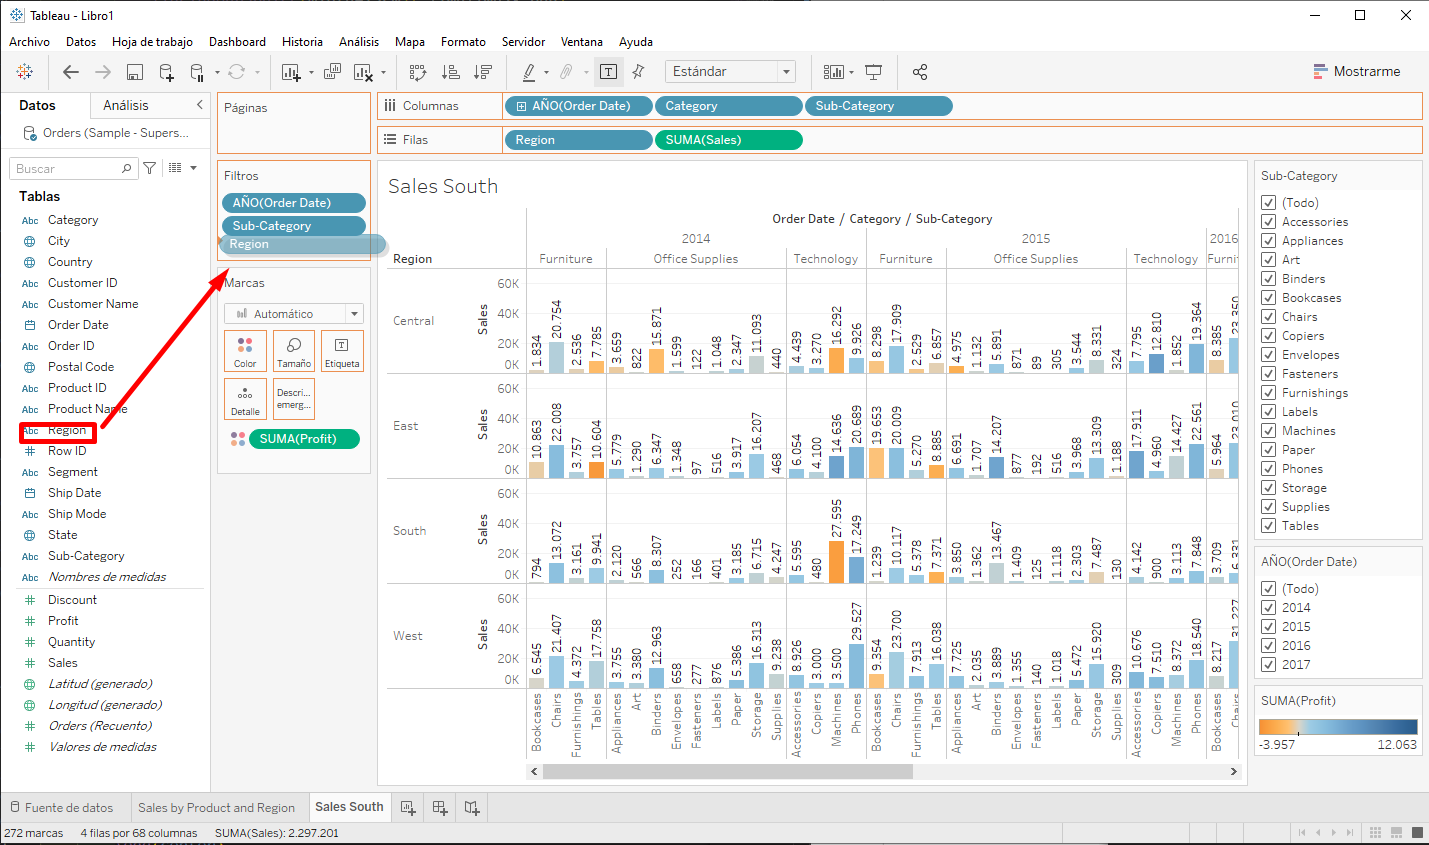 Tableau - Libro1
Archivo Datos Hoja de trabajo Dashboard Historia Análisis Mapa Formato Servidor Ventana Ayuda
Estándar
Mostrarme
Datos Análisis
Orders (Sample - Supers...
Buscar
Tablas
Abc Category
City
Country
Abc Customer ID
Abc Customer Name
Order Date
Abc Order ID
Postal Code
Abc Product ID
Abc Product Name
Abc Region
Row ID
Abc Segment
Ship Date
Abc Ship Mode
State
Abc Sub-Category
Abc Nombres de medidas
Discount
Profit
Quantity
Sales
Latitud (generado)
Longitud (generado)
Orders (Recuento)
Valores de medidas
Páginas
Filtros
AÑO(Order Date)
Sub-Category
Region
Marcas
Automático
Color Tamaño Etiqueta
Detalle Descri... emerg...
SUMA(Profit)
Columnas AÑO(Order Date) Category Sub-Category
Filas Region SUMA(Sales)
Sales South
Order Date / Category / Sub-Category
2014 2015 2016
Region Furniture Office Supplies Technology Furniture Office Supplies Technology Furni
Central
Sales
60K
40K
20K
0K
1.834 20.754 2.536 7.785 3.659 822 15.871 1.599 122 1.048 2.347 11.093 440 4.439 3.270 16.292 9.926 8.298 17.909 2.529 6.857 4.975 1.132 5.891 871 89 305 3.544 8.331 324 7.795 12.810 1.852 19.364 8.385 23.350
East
Sales
60K
40K
20K
0K
10.863 22.008 3.757 10.604 5.779 1.290 6.347 1.348 97 516 3.917 16.207 468 6.054 4.100 14.636 20.689 19.653 20.009 5.270 8.885 6.691 1.707 14.207 877 192 516 3.968 13.309 1.188 17.911 4.960 14.427 22.561 5.964 23.010
South
Sales
60K
40K
20K
0K
794 13.072 3.161 9.941 2.120 566 8.307 252 166 401 3.185 6.715 4.247 5.595 480 27.595 17.249 1.239 10.117 5.378 7.371 3.850 1.362 13.467 1.409 125 1.118 2.303 7.487 130 4.142 900 3.113 7.848 3.709 6.331
West
Sales
60K
40K
20K
0K
6.545 21.407 4.372 17.758 3.755 3.380 12.963 658 277 876 5.386 16.313 9.238 8.926 3.000 3.500 29.527 9.354 23.700 7.913 16.038 7.725 2.035 3.889 1.355 140 1.018 5.472 15.920 309 10.676 7.510 8.372 18.540 8.217 31.227
Bookcases Chairs Furnishings Tables Appliances Art Binders Envelopes Fasteners Labels Paper Storage Supplies Accessories Copiers Machines Phones Bookcases Chairs Furnishings Tables Appliances Art Binders Envelopes Fasteners Labels Paper Storage Supplies Accessories Copiers Machines Phones Bookcases Chairs
Sub-Category
(Todo)
Accessories
Appliances
Art
Binders
Bookcases
Chairs
Copiers
Envelopes
Fasteners
Furnishings
Labels
Machines
Paper
Phones
Storage
Supplies
Tables
AÑO(Order Date)
(Todo)
2014
2015
2016
2017
SUMA(Profit)
-3.957 12.063
Fuente de datos Sales by Product and Region Sales South
272 marcas 4 filas por 68 columnas SUMA(Sales): 2.297.201